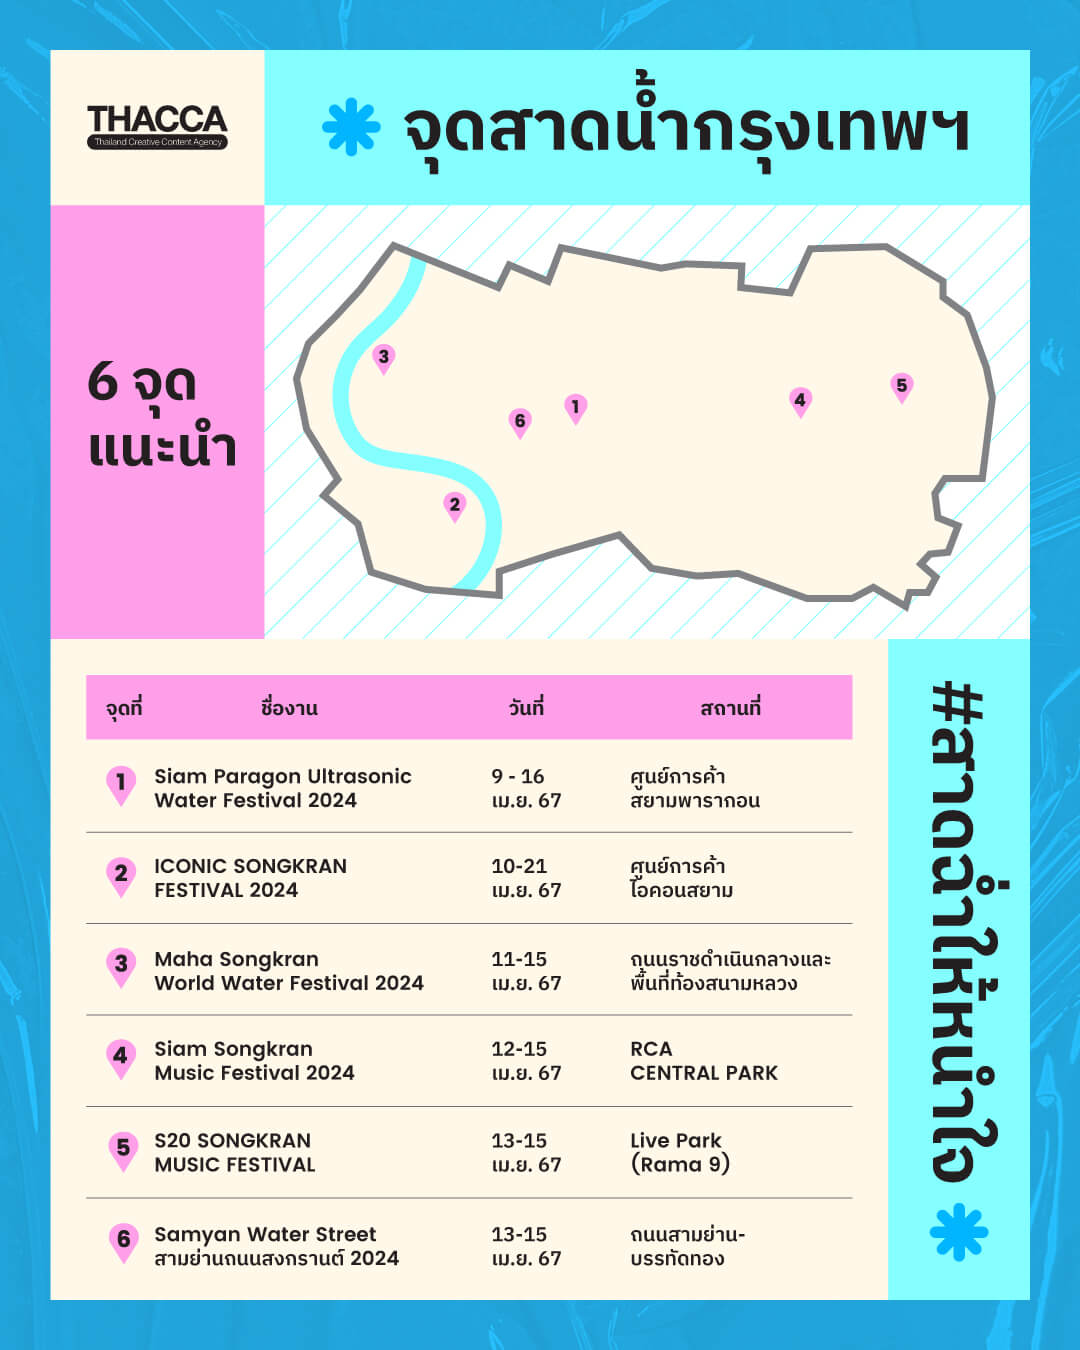 THACCA
Thailand Creative Content Agency
จุดสาดน้ำกรุงเทพฯ
6 จุด
แนะนำ
3
5
4
1
6
2
จุดที่ ชื่องาน วันที่ สถานที่
1 Siam Paragon Ultrasonic 9 - 16 ศูนย์การค้า
Water Festival 2024 เม.ย. 67 สยามพารากอน
2 ICONIC SONGKRAN 10-21 ศูนย์การค้า
FESTIVAL 2024 เม.ย. 67 ไอคอนสยาม
3 Maha Songkran 11-15 ถนนราชดำเนินกลางและ
World Water Festival 2024 เม.ย. 67 พื้นที่ท้องสนามหลวง
4 Siam Songkran 12-15 RCA
Music Festival 2024 เม.ย. 67 CENTRAL PARK
5 S20 SONGKRAN 13-15 Live Park
MUSIC FESTIVAL เม.ย. 67 (Rama 9)
6 Samyan Water Street 13-15 ถนนสามย่าน-
สามย่านถนนสงกรานต์ 2024 เม.ย. 67 บรรทัดทอง
#สาดฉ่ำให้หนำใจ